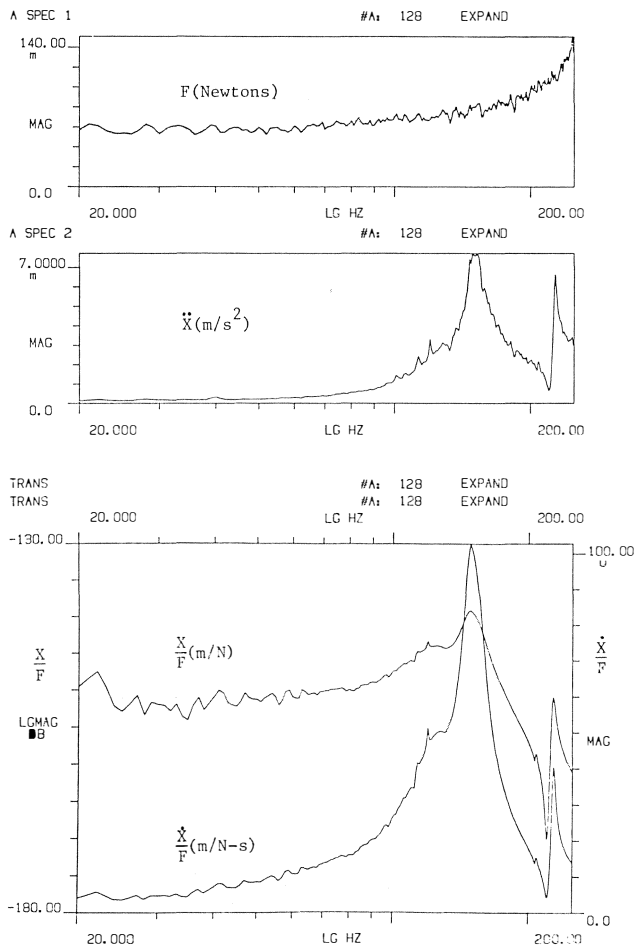 A SPEC 1 #A: 128 EXPAND
140.00
m
F(Newtons)
MAG
0.0
20.000 LG HZ 200.00
A SPEC 2 #A: 128 EXPAND
7.0000
m
Ẍ(m/s²)
MAG
0.0
20.000 LG HZ 200.00
TRANS #A: 128 EXPAND
TRANS #A: 128 EXPAND
20.000 LG HZ 200.00
-130.00 100.00
X/F X/F(m/N) Ẋ/F
LGMAG
DB
MAG
Ẋ/F(m/N-s)
-180.00 0.0
20.000 LG HZ 200.00